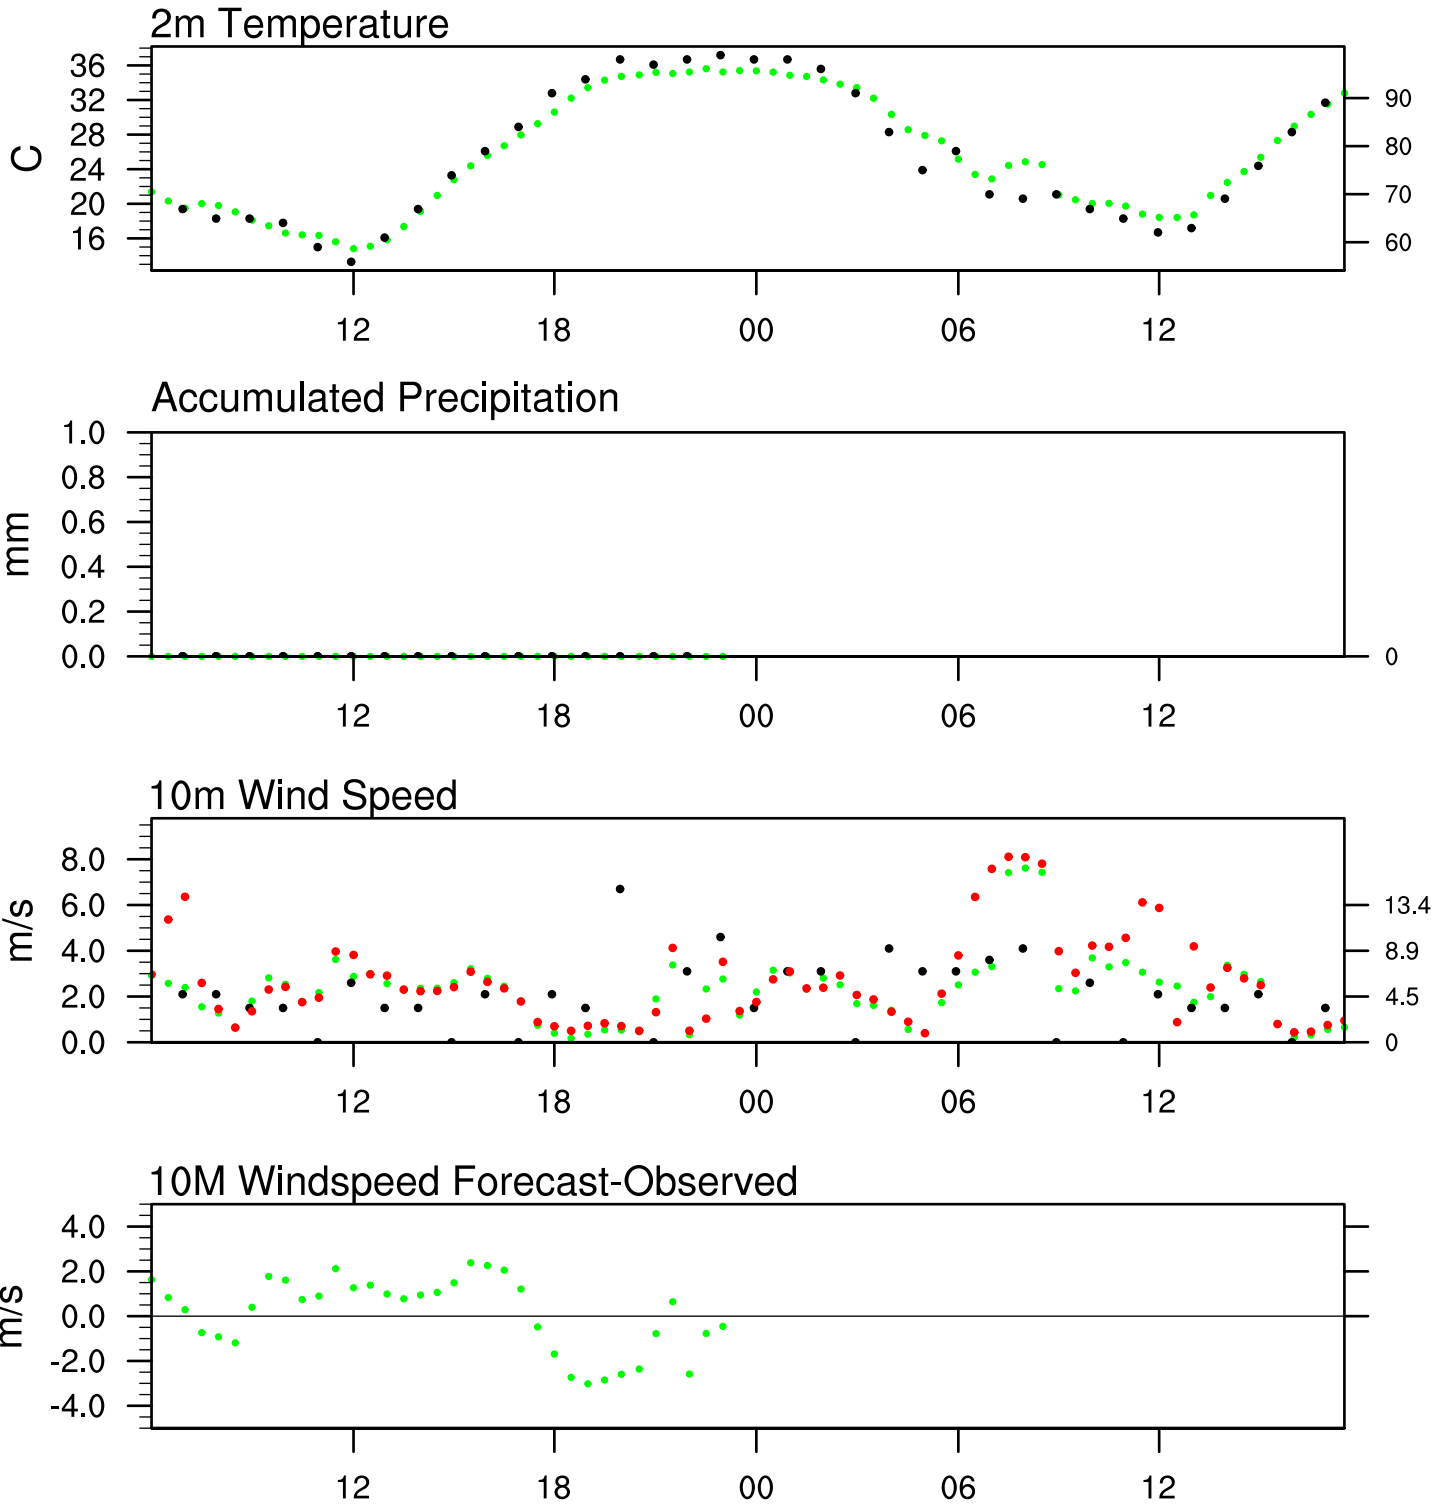 2m Temperature
36
32
28
24
20
16
C
90
80
70
60
12 18 00 06 12
Accumulated Precipitation
1.0
0.8
0.6
0.4
0.2
0.0
mm
0
12 18 00 06 12
10m Wind Speed
8.0
6.0
4.0
2.0
0.0
m/s
13.4
8.9
4.5
0
12 18 00 06 12
10M Windspeed Forecast-Observed
4.0
2.0
0.0
-2.0
-4.0
m/s
12 18 00 06 12